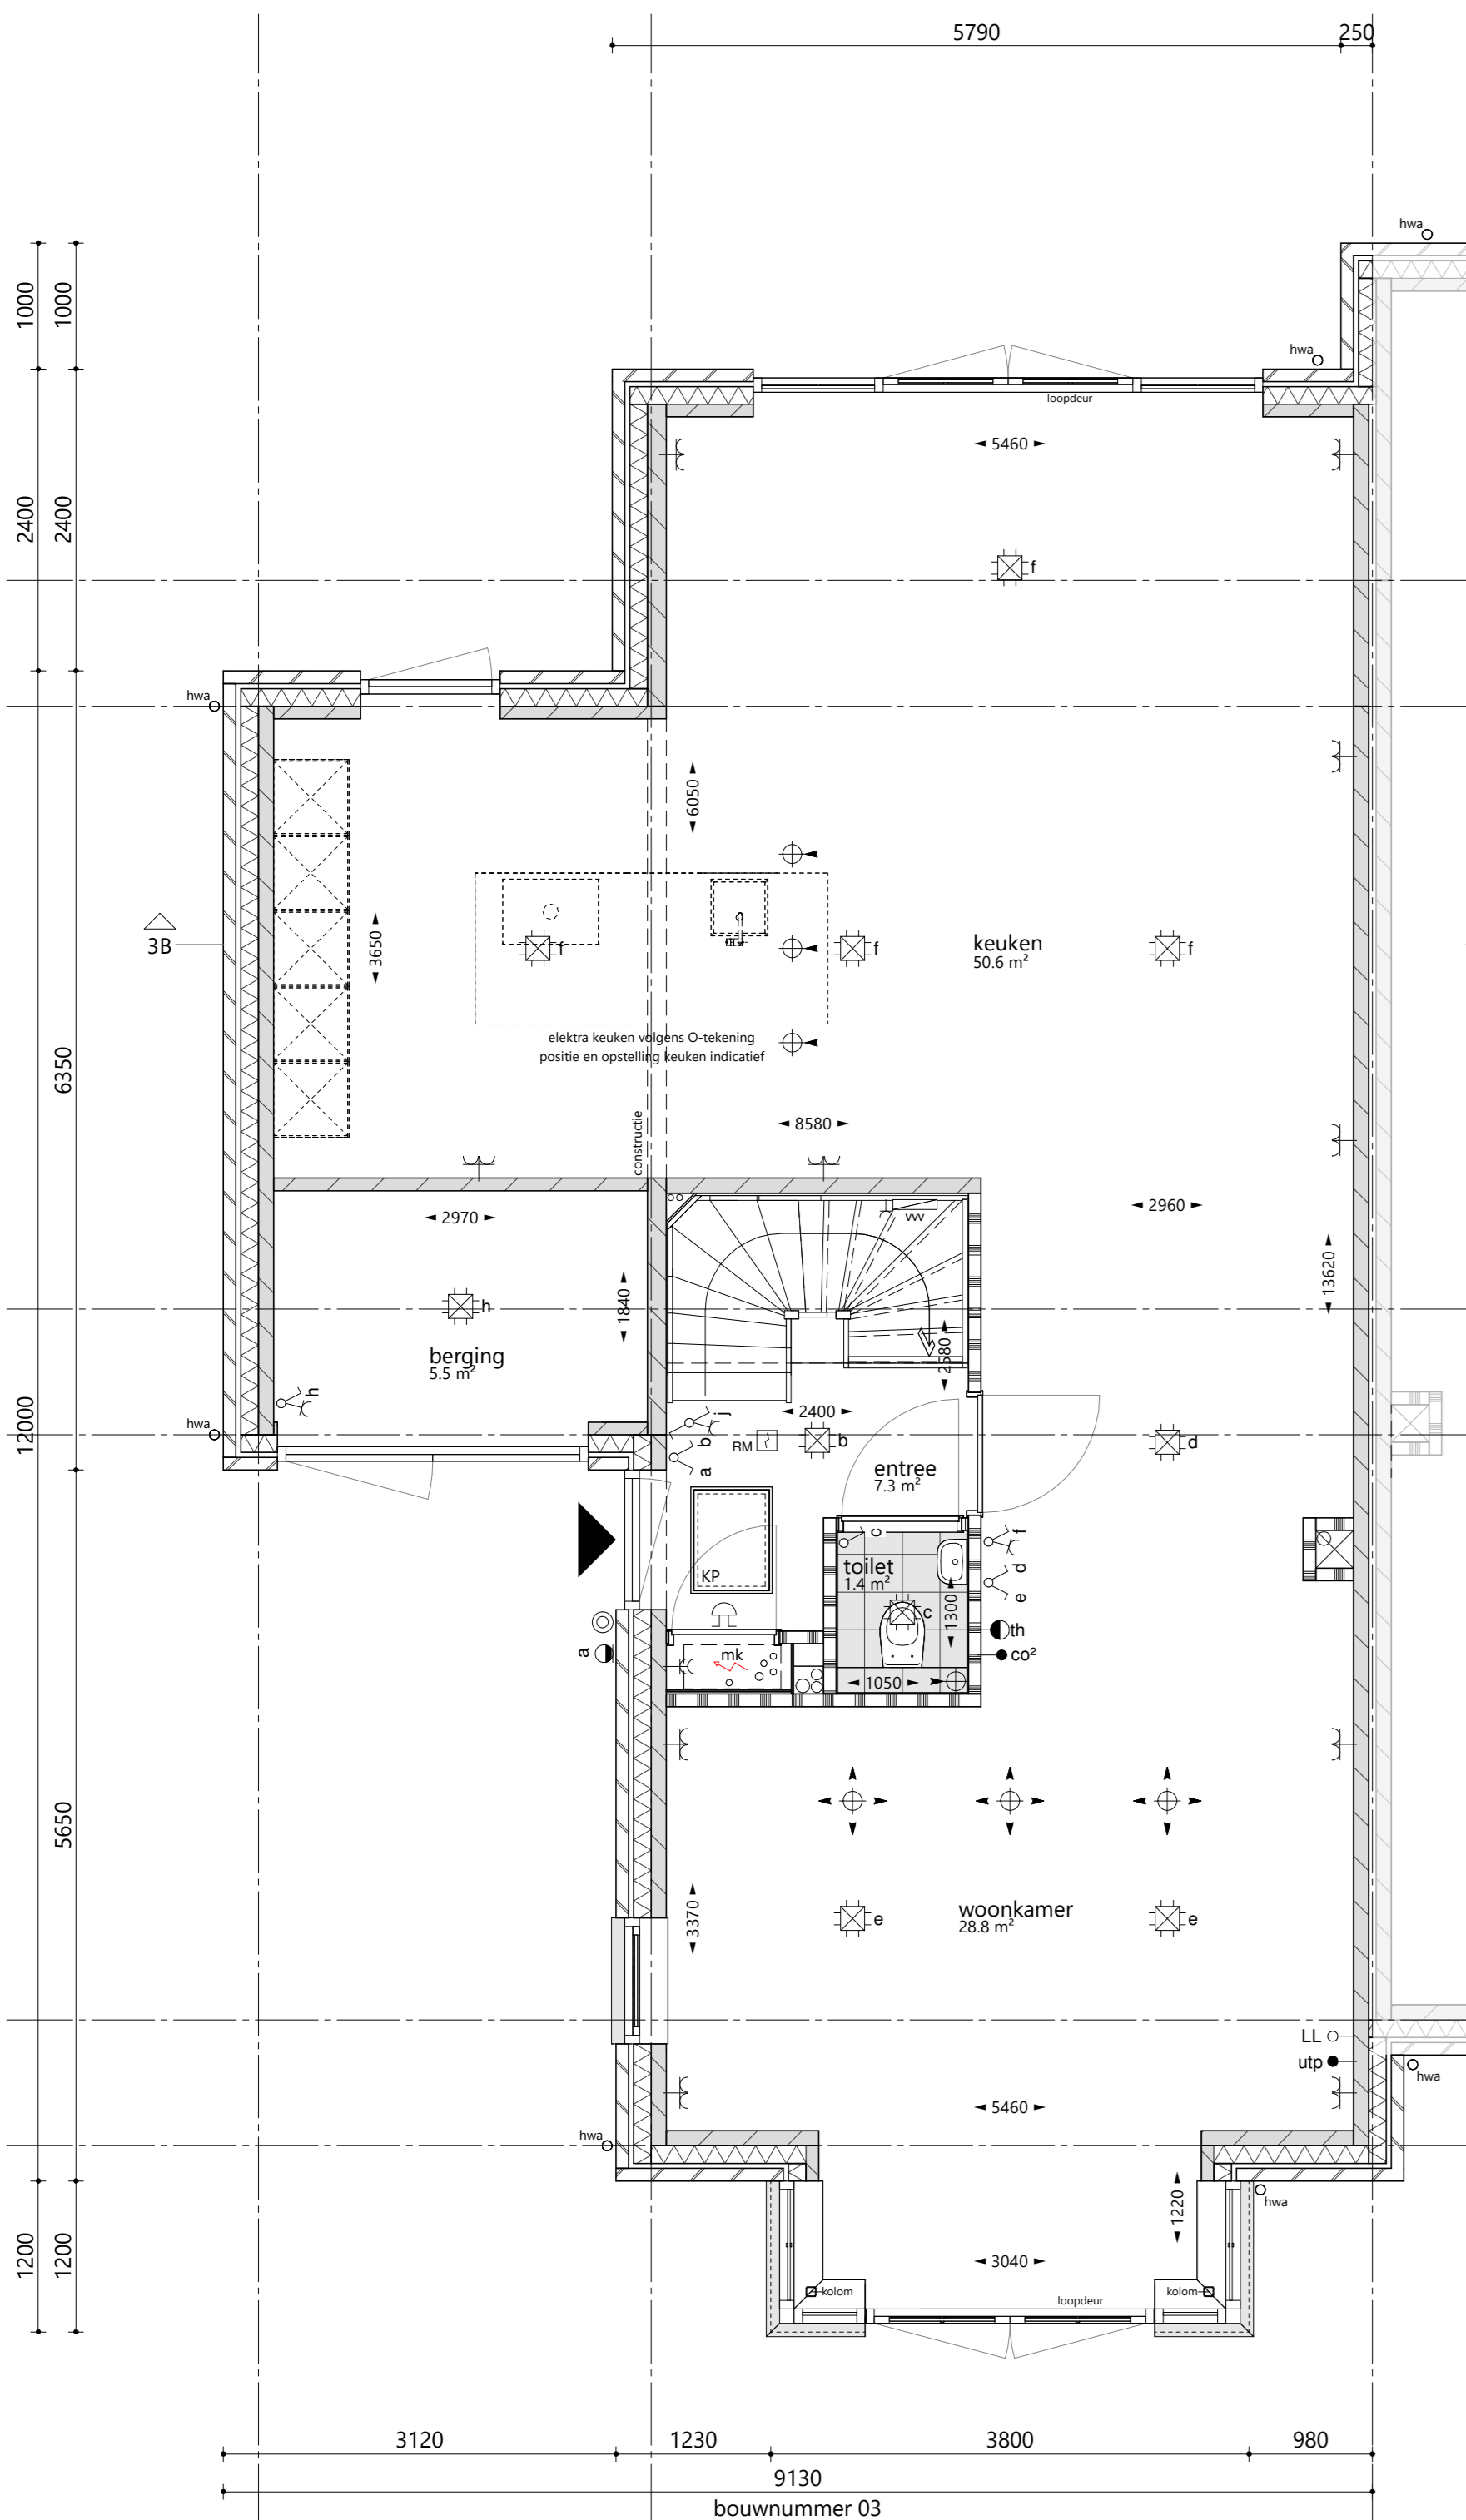 5790
250
hwa
1000
1000
hwa
loopdeur
5460
2400
2400
f
hwa
6050
3B
3650
f
f
keuken
50.6 m²
f
elektra keuken volgens O-tekening
positie en opstelling keuken indicatief
6350
constructie
8580
vvv
2970
2960
13620
h
1840
berging
5.5 m²
2580
h
hwa
12000
j
2400
b
RM
b
a
entree
7.3 m²
d
c
f
toilet
1.4 m²
KP
d
e
c
1300
th
a
mk
co²
1050
5650
3370
woonkamer
28.8 m²
e
e
LL
utp
hwa
5460
hwa
1220
hwa
1200
1200
3040
kolom
kolom
loopdeur
3120
1230
3800
980
9130
bouwnummer 03